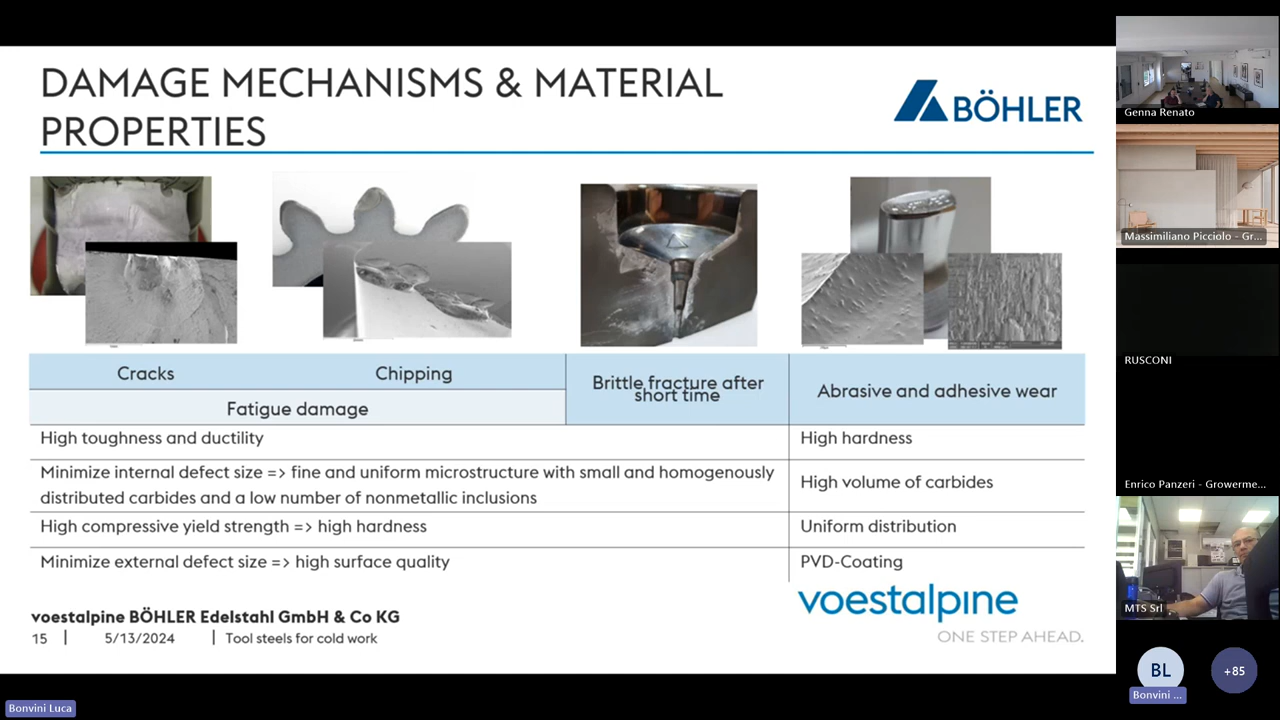 DAMAGE MECHANISMS & MATERIAL
PROPERTIES
BÖHLER
Cracks
Chipping
Fatigue damage
Brittle fracture after
short time
Abrasive and adhesive wear
High toughness and ductility
High hardness
Minimize internal defect size => fine and uniform microstructure with small and homogenously
distributed carbides and a low number of nonmetallic inclusions
High volume of carbides
High compressive yield strength => high hardness
Uniform distribution
Minimize external defect size => high surface quality
PVD-Coating
voestalpine
ONE STEP AHEAD.
voestalpine BÖHLER Edelstahl GmbH & Co KG
15 | 5/13/2024 | Tool steels for cold work
Bonvini Luca
Genna Renato
Massimiliano Picciolo - Gr...
RUSCONI
Enrico Panzeri - Growerme...
MTS Srl
BL
Bonvini ...
+85